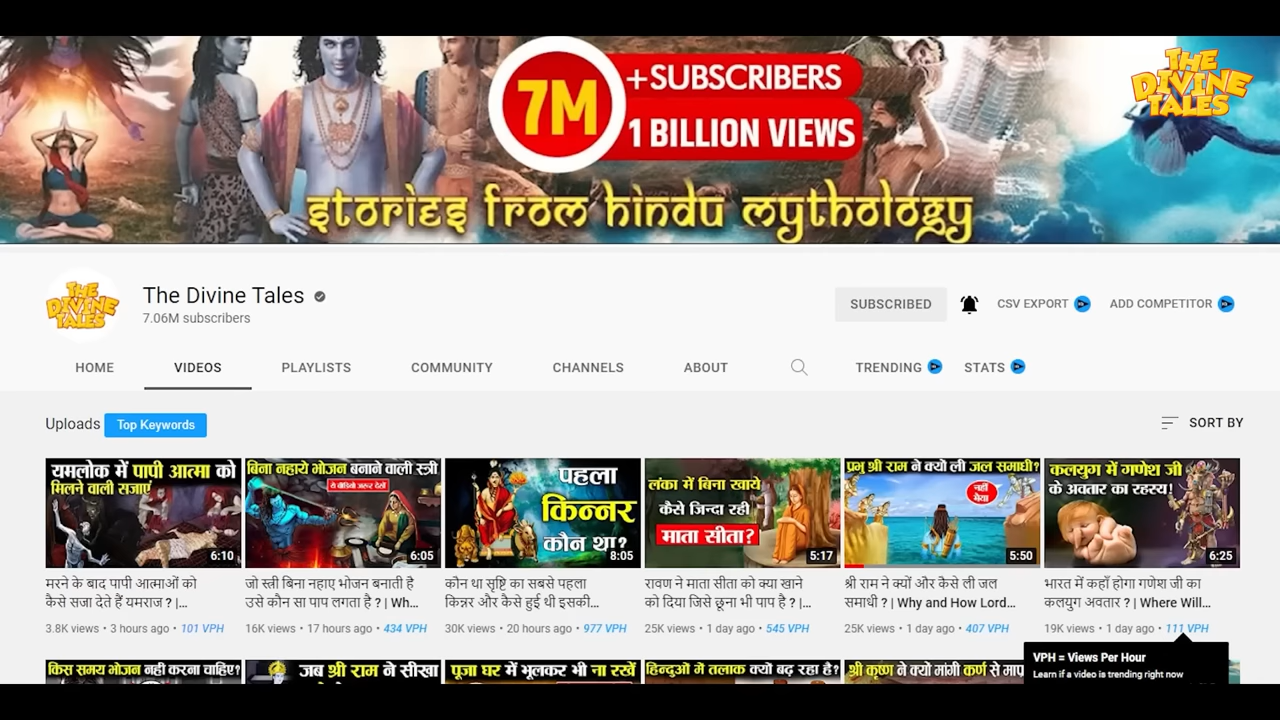 7M
+SUBSCRIBERS
1 BILLION VIEWS
THE
DIVINE
TALES
stories from hindu mythology
THE
DIVINE
TALES
The Divine Tales
7.06M subscribers
SUBSCRIBED
CSV EXPORT
ADD COMPETITOR
HOME
VIDEOS
PLAYLISTS
COMMUNITY
CHANNELS
ABOUT
TRENDING
STATS
Uploads
Top Keywords
SORT BY
यमलोक में पापी आत्मा को
मिलने वाली सजाएं
6:10
मरने के बाद पापी आत्माओं को
कैसे सजा देते हैं यमराज ? |...
3.8K views • 3 hours ago • 101 VPH
बिना नहाये भोजन बनाने वाली स्त्री
ये वीडियो जरूर देखें
6:05
जो स्त्री बिना नहाए भोजन बनाती है
उसे कौन सा पाप लगता है ? | Wh...
16K views • 17 hours ago • 434 VPH
पहला
किन्नर
कौन था?
8:05
कौन था सृष्टि का सबसे पहला
किन्नर और कैसे हुई थी इसकी...
30K views • 20 hours ago • 977 VPH
लंका में बिना खाये
कैसे जिन्दा रही
माता सीता?
5:17
रावण ने माता सीता को क्या खाने
को दिया जिसे छूना भी पाप है ? |...
25K views • 1 day ago • 545 VPH
प्रभु श्री राम ने क्यों ली जल समाधी?
नहीं
भैया
5:50
श्री राम ने क्यों और कैसे ली जल
समाधी ? | Why and How Lord...
25K views • 1 day ago • 407 VPH
कलयुग में गणेश जी
के अवतार का रहस्य!
6:25
भारत में कहाँ होगा गणेश जी का
कलयुग अवतार ? | Where Will...
19K views • 1 day ago • 111 VPH
VPH = Views Per Hour
Learn if a video is trending right now
किस समय भोजन नही करना चाहिए?
जब श्री राम ने सीखा
पूजा घर में भूलकर भी ना रखें
हिन्दुओं मे तलाक क्यों बढ़ रहा है?
श्री कृष्ण ने क्यों मांगी कर्ण से